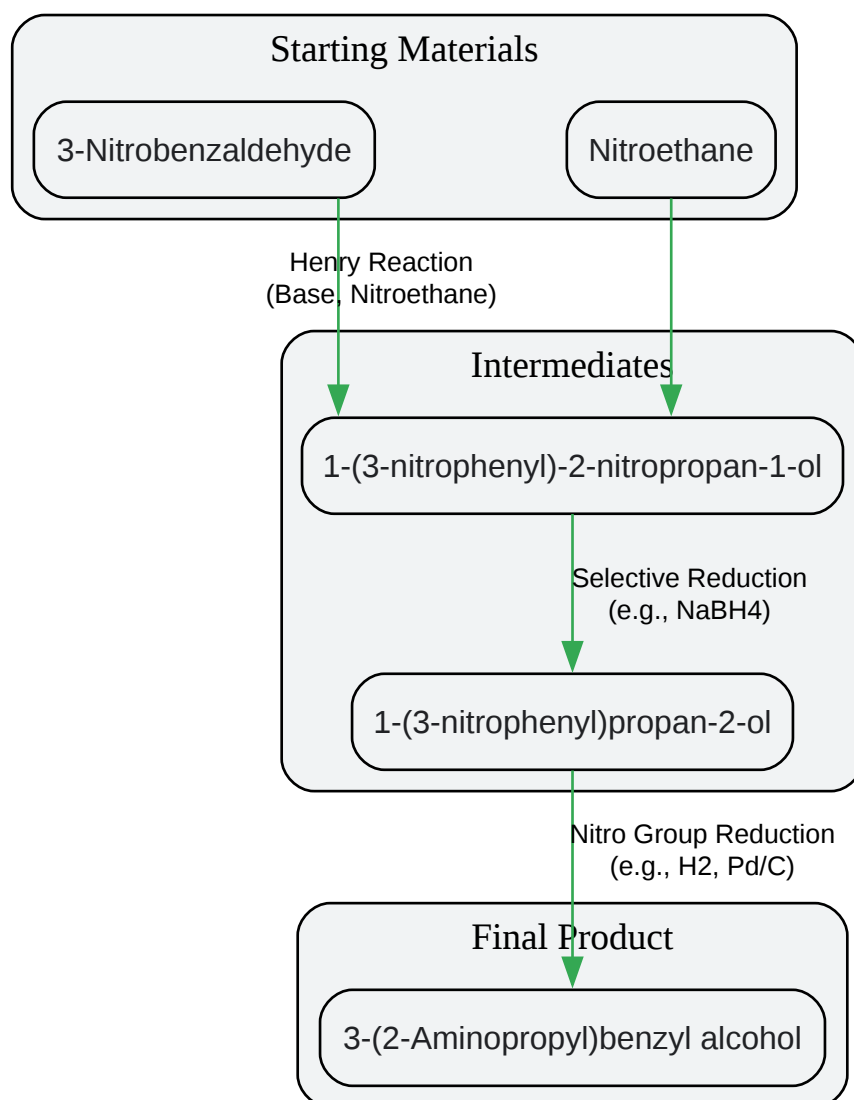 Starting Materials
3-Nitrobenzaldehyde
Nitroethane
Henry Reaction
(Base, Nitroethane)
Intermediates
1-(3-nitrophenyl)-2-nitropropan-1-ol
Selective Reduction
(e.g., NaBH4)
1-(3-nitrophenyl)propan-2-ol
Nitro Group Reduction
(e.g., H2, Pd/C)
Final Product
3-(2-Aminopropyl)benzyl alcohol